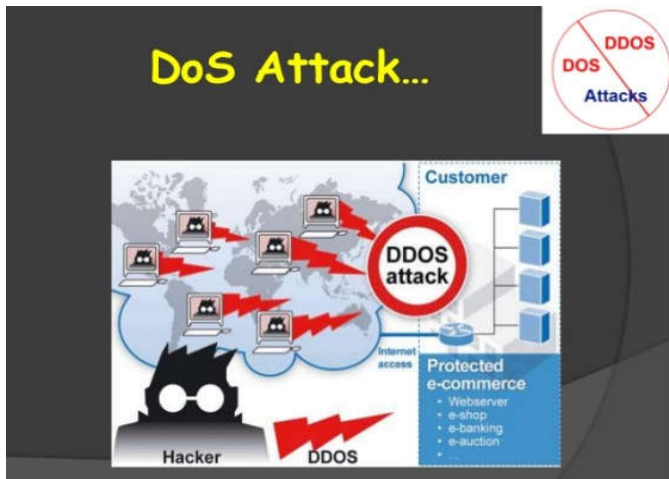 DoS Attack...
DDOS
DOS
Attacks
Customer
DDOS
attack
Internet
access
Protected
e-commerce
• Webserver
• e-shop
• e-banking
• e-auction
• ...
Hacker
DDOS